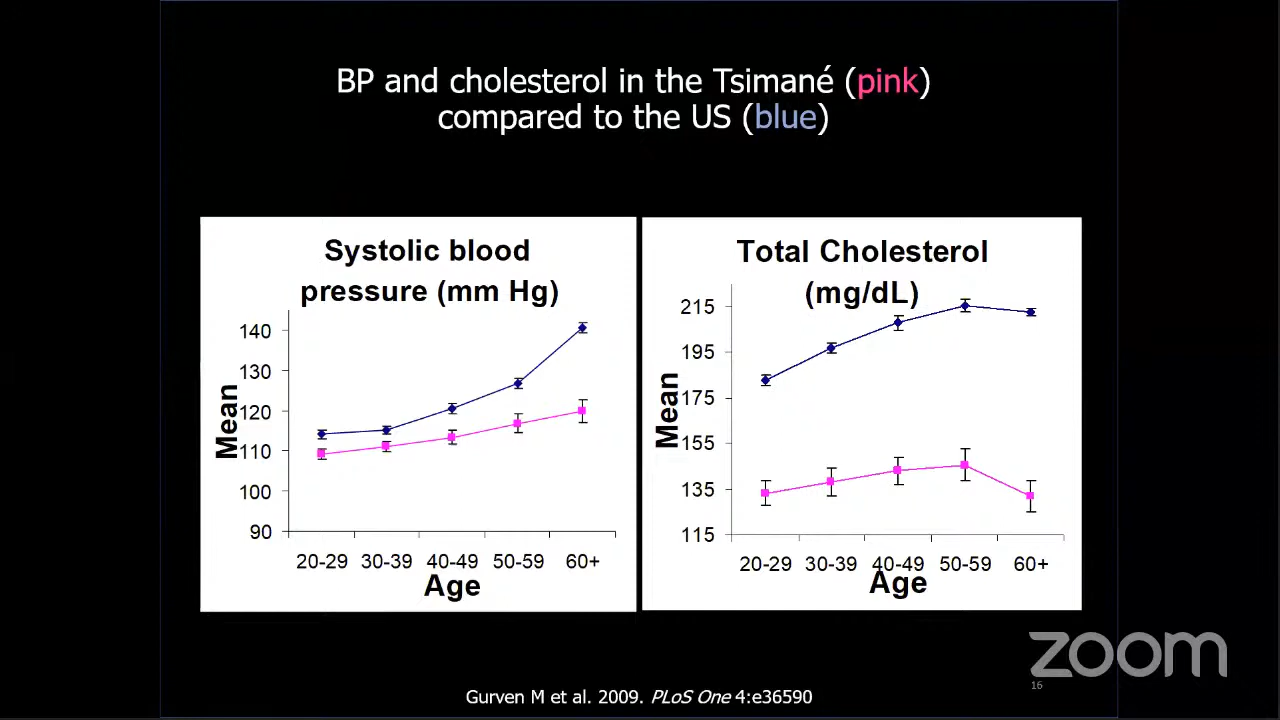 BP and cholesterol in the Tsimané (pink)
compared to the US (blue)
Systolic blood
pressure (mm Hg)
140
130
120
110
100
90
Mean
20-29 30-39 40-49 50-59 60+
Age
Total Cholesterol
(mg/dL)
215
195
175
155
135
115
Mean
20-29 30-39 40-49 50-59 60+
Age
zoom
16
Gurven M et al. 2009. PLoS One 4:e36590